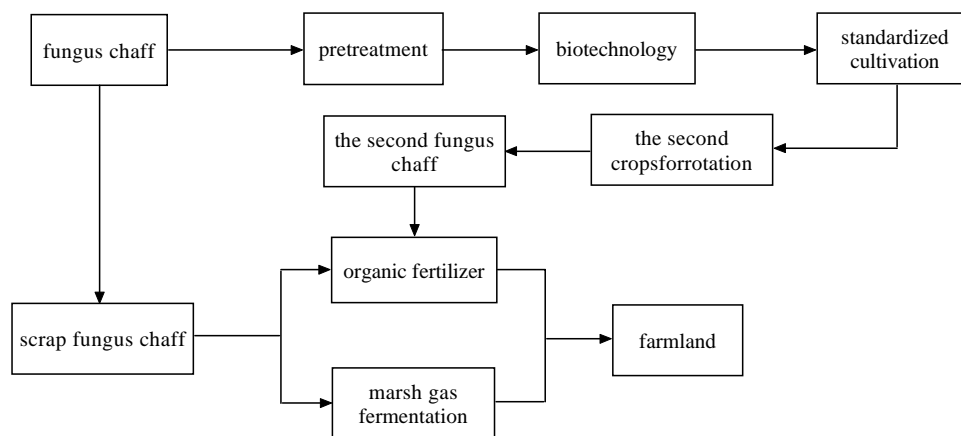 fungus chaff
pretreatment
biotechnology
standardized
cultivation
the second fungus
chaff
the second
cropsforrotation
organic fertilizer
scrap fungus chaff
farmland
marsh gas
fermentation